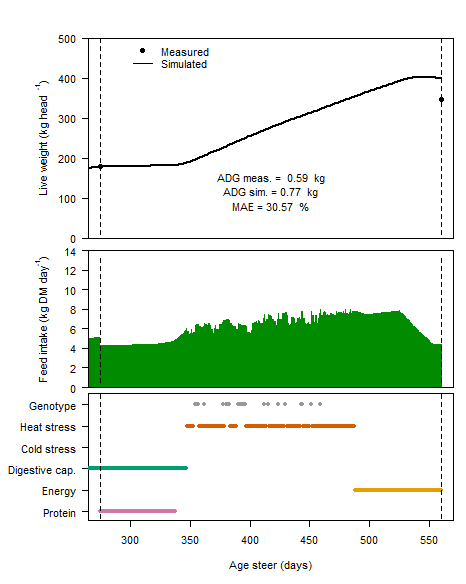 Measured
Simulated
500
400
300
200
100
0
Live weight (kg head ⁻¹)
ADG meas. = 0.59 kg
ADG sim. = 0.77 kg
MAE = 30.57 %
14
12
10
8
6
4
2
0
Feed intake (kg DM day⁻¹)
Genotype
Heat stress
Cold stress
Digestive cap.
Energy
Protein
300 350 400 450 500 550
Age steer (days)